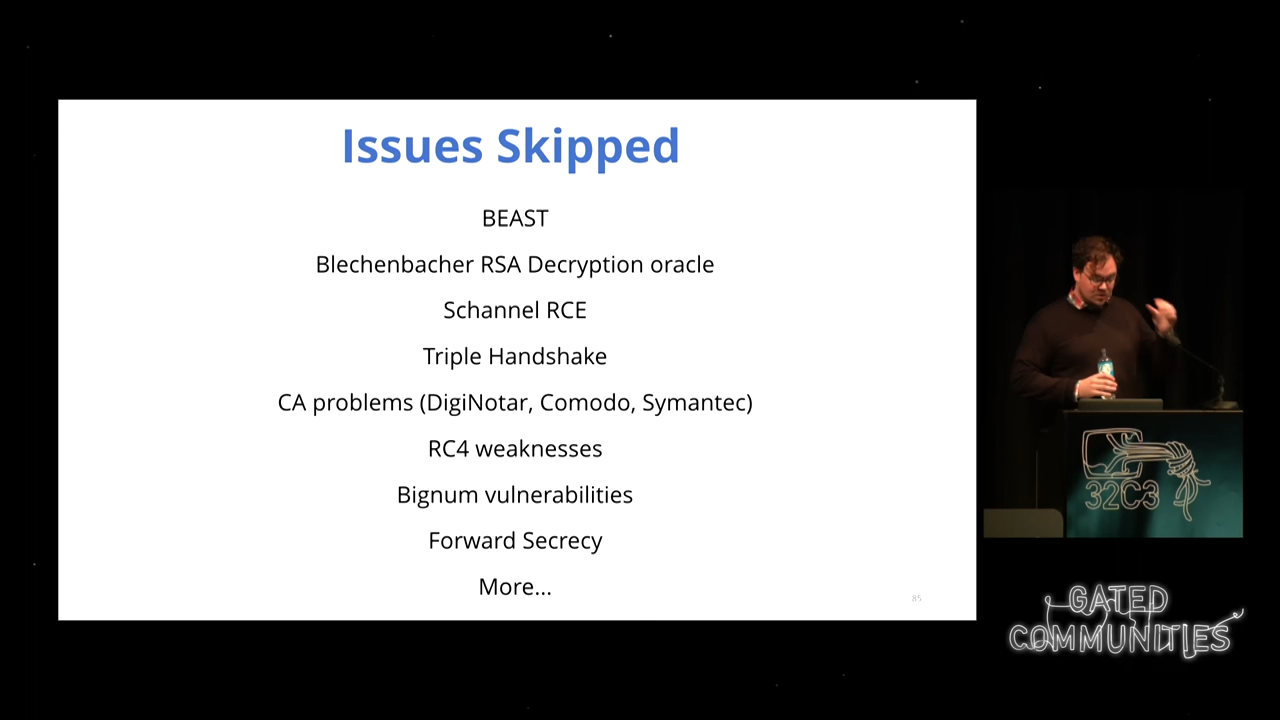 Issues Skipped
BEAST
Blechenbacher RSA Decryption oracle
Schannel RCE
Triple Handshake
CA problems (DigiNotar, Comodo, Symantec)
RC4 weaknesses
Bignum vulnerabilities
Forward Secrecy
More...
85
32C3
GATED
COMMUNITIES